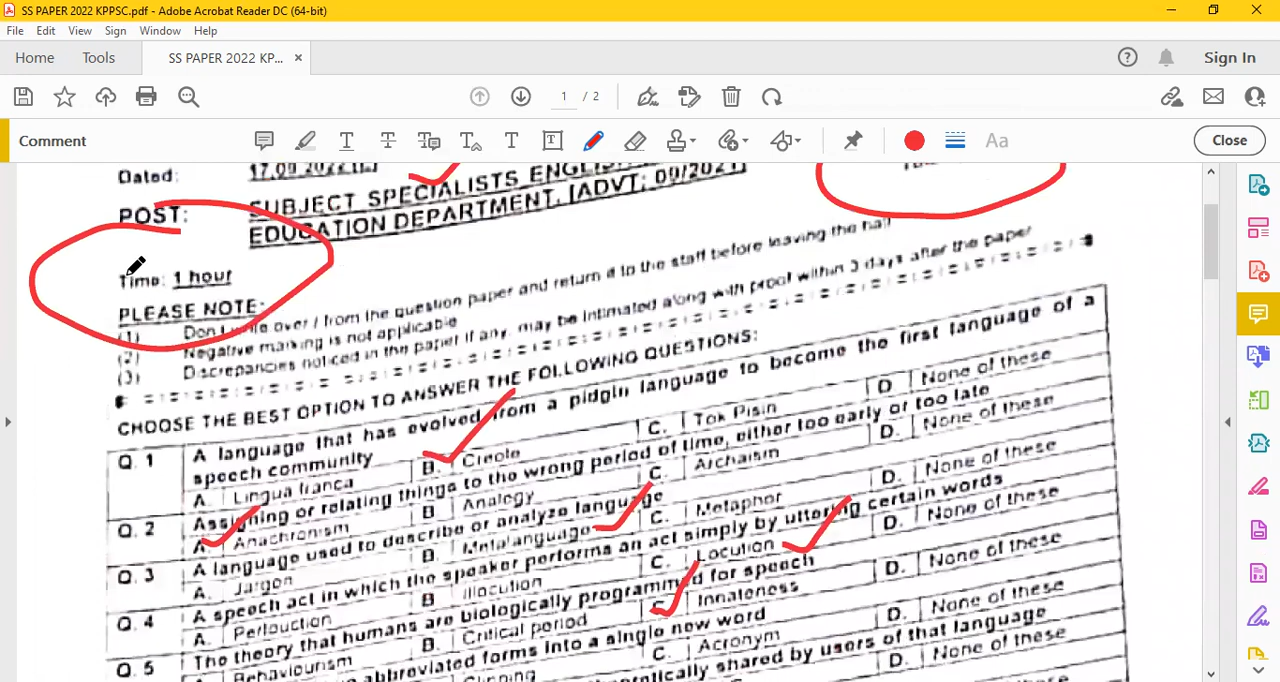 SS PAPER 2022 KPPSC.pdf - Adobe Acrobat Reader DC (64-bit)
File Edit View Sign Window Help
Home Tools SS PAPER 2022 KP... × Sign In
1 / 2
Comment Aa Close
Dated: 17.09.2022
POST: SUBJECT SPECIALISTS
EDUCATION DEPARTMENT. [ADVT: 09/2021]
Time: 1 hour
PLEASE NOTE:
(1) Don't write over / from the question paper and return it to the staff before leaving the hall
(2) Negative marking is not applicable
(3) Discrepancies noticed in the paper if any, may be intimated along with proof within 3 days after the paper
CHOOSE THE BEST OPTION TO ANSWER THE FOLLOWING QUESTIONS:
Q. 1 A language that has evolved from a pidgin language to become the first language of a
speech community
A. Lingua franca B. Creole C. Tok Pisin D None of these
Q. 2 Assigning or relating things to the wrong period of time, either too early or too late
A. Anachronism B Analogy C Archaism D. None of these
Q. 3 A language used to describe or analyze language
A. Jargon B. Metalanguage C. Metaphor D. None of these
Q. 4 A speech act in which the speaker performs an act simply by uttering certain words
A. Perlocution B Illocution C. Locution D. None of these
Q. 5 The theory that humans are biologically programmed for speech
A. Behaviourism B. Critical period C Innateness D. None of these
abbreviated forms into a single new word
Clipping C. Acronym D. None of these
shared by users of that language
D. None of these